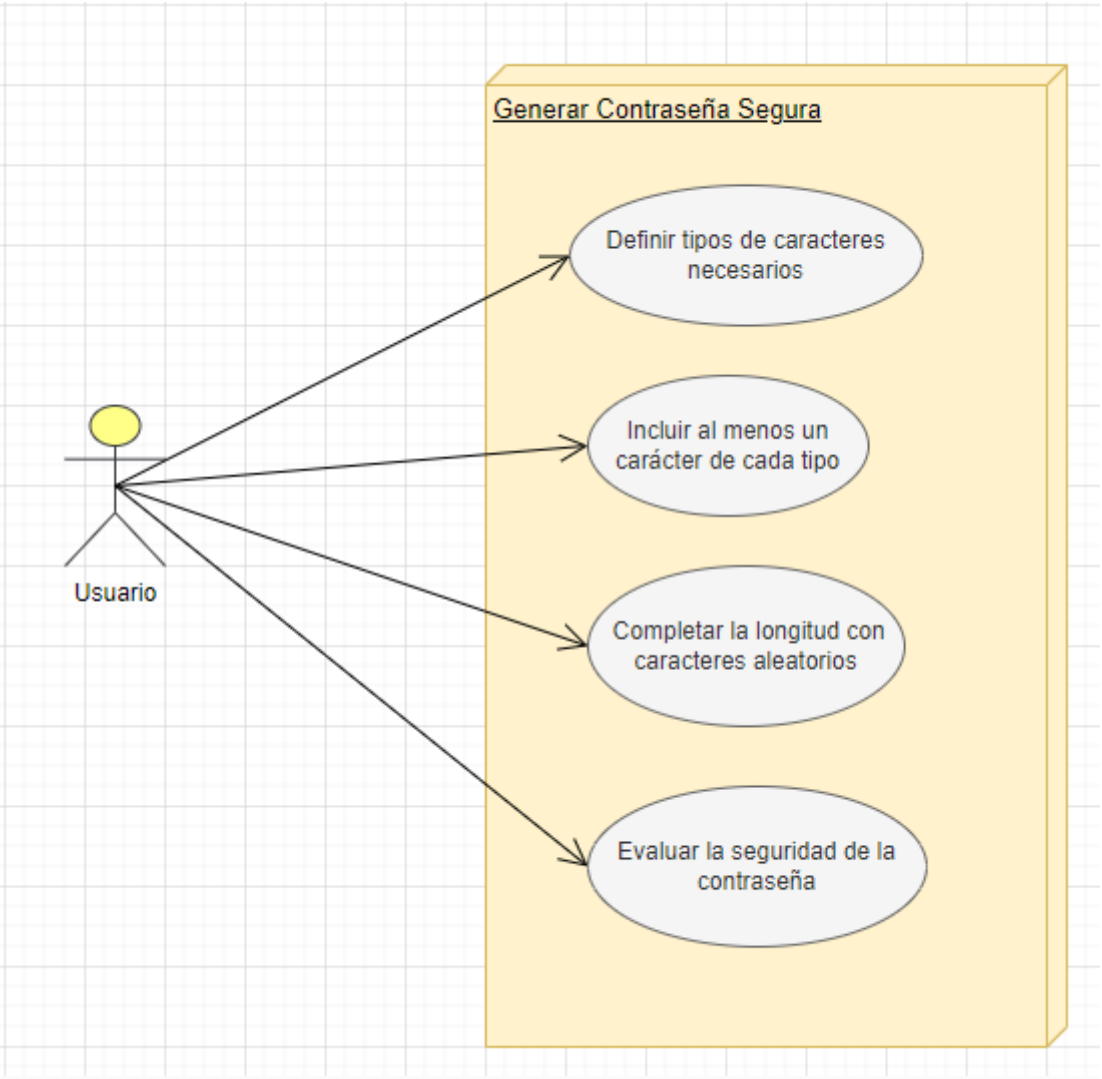 Generar Contraseña Segura
Definir tipos de caracteres
necesarios
Incluir al menos un
carácter de cada tipo
Usuario
Completar la longitud con
caracteres aleatorios
Evaluar la seguridad de la
contraseña